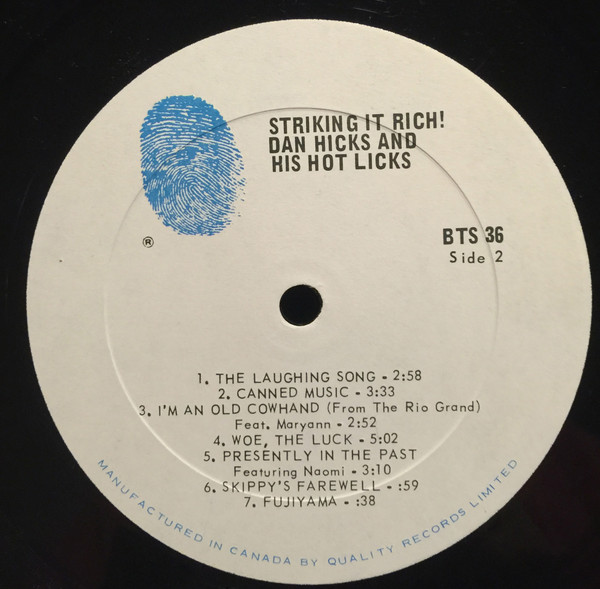 STRIKING IT RICH!
DAN HICKS AND
HIS HOT LICKS
®
BTS 36
Side 2
1. THE LAUGHING SONG - 2:58
2. CANNED MUSIC - 3:33
3. I'M AN OLD COWHAND (From The Rio Grand)
Feat. Maryann - 2:52
4. WOE, THE LUCK - 5:02
5. PRESENTLY IN THE PAST
Featuring Naomi - 3:10
6. SKIPPY'S FAREWELL - :59
7. FUJIYAMA - :38
MANUFACTURED IN CANADA BY QUALITY RECORDS LIMITED